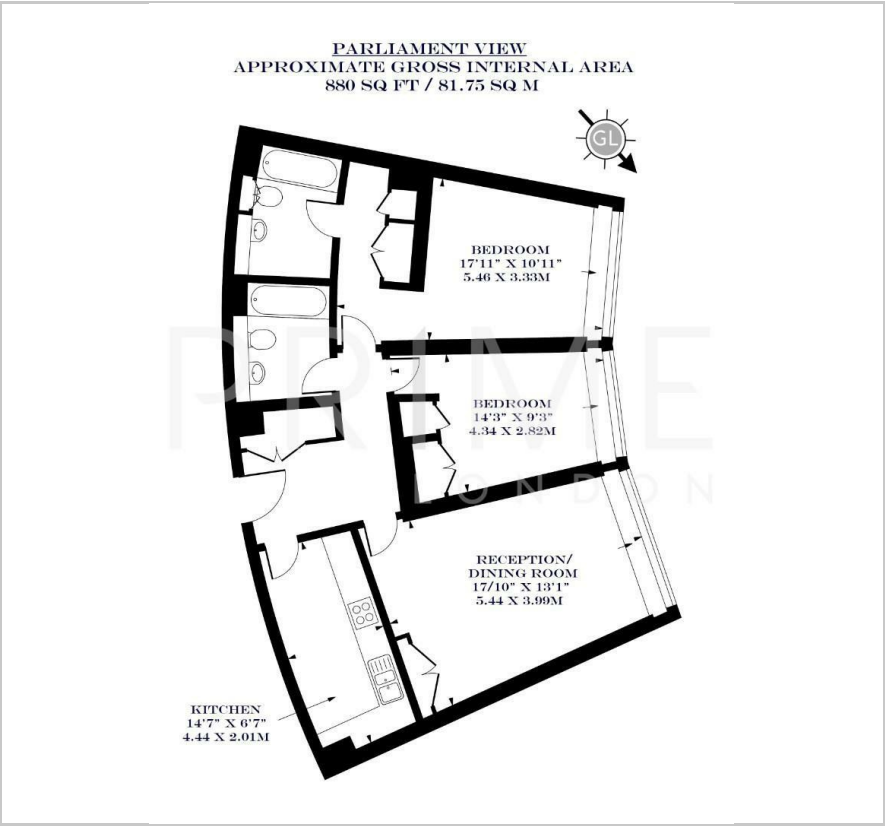 PARLIAMENT VIEW
APPROXIMATE GROSS INTERNAL AREA
880 SQ FT / 81.75 SQ M
GL
BEDROOM
17'11" X 10'11"
5.46 X 3.33M
PRIME
BEDROOM
14'3" X 9'3"
4.34 X 2.82M
LONDON
RECEPTION/
DINING ROOM
17/10" X 13'1"
5.44 X 3.99M
KITCHEN
14'7" X 6'7"
4.44 X 2.01M